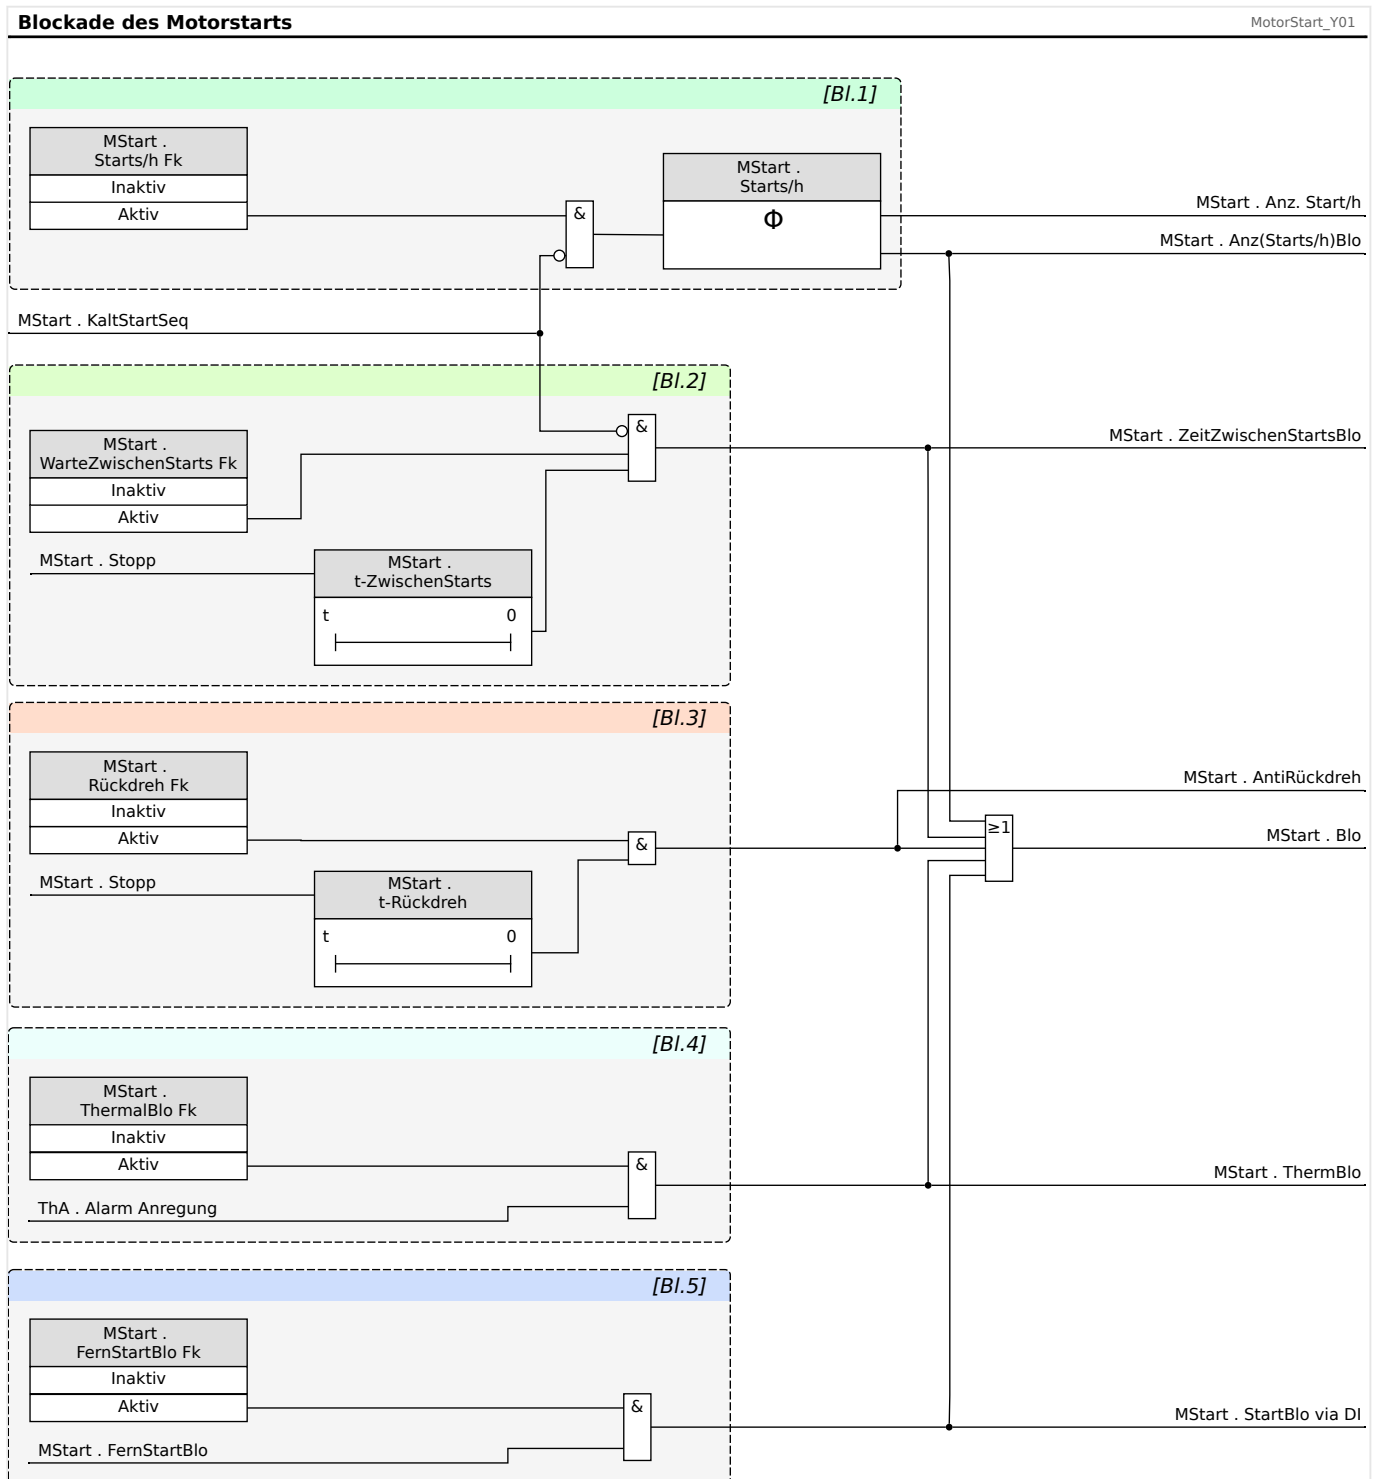 Blockade des Motorstarts
MotorStart_Y01
[Bl.1]
MStart .
Starts/h Fk
Inaktiv
Aktiv
&
MStart .
Starts/h
Φ
MStart . Anz. Start/h
MStart . Anz(Starts/h)Blo
MStart . KaltStartSeq
[Bl.2]
MStart .
WarteZwischenStarts Fk
Inaktiv
Aktiv
&
MStart . ZeitZwischenStartsBlo
MStart . Stopp
MStart .
t-ZwischenStarts
t 0
[Bl.3]
MStart .
Rückdreh Fk
Inaktiv
Aktiv
&
MStart . AntiRückdreh
≥1
MStart . Blo
MStart . Stopp
MStart .
t-Rückdreh
t 0
[Bl.4]
MStart .
ThermalBlo Fk
Inaktiv
Aktiv
&
MStart . ThermBlo
ThA . Alarm Anregung
[Bl.5]
MStart .
FernStartBlo Fk
Inaktiv
Aktiv
&
MStart . StartBlo via DI
MStart . FernStartBlo